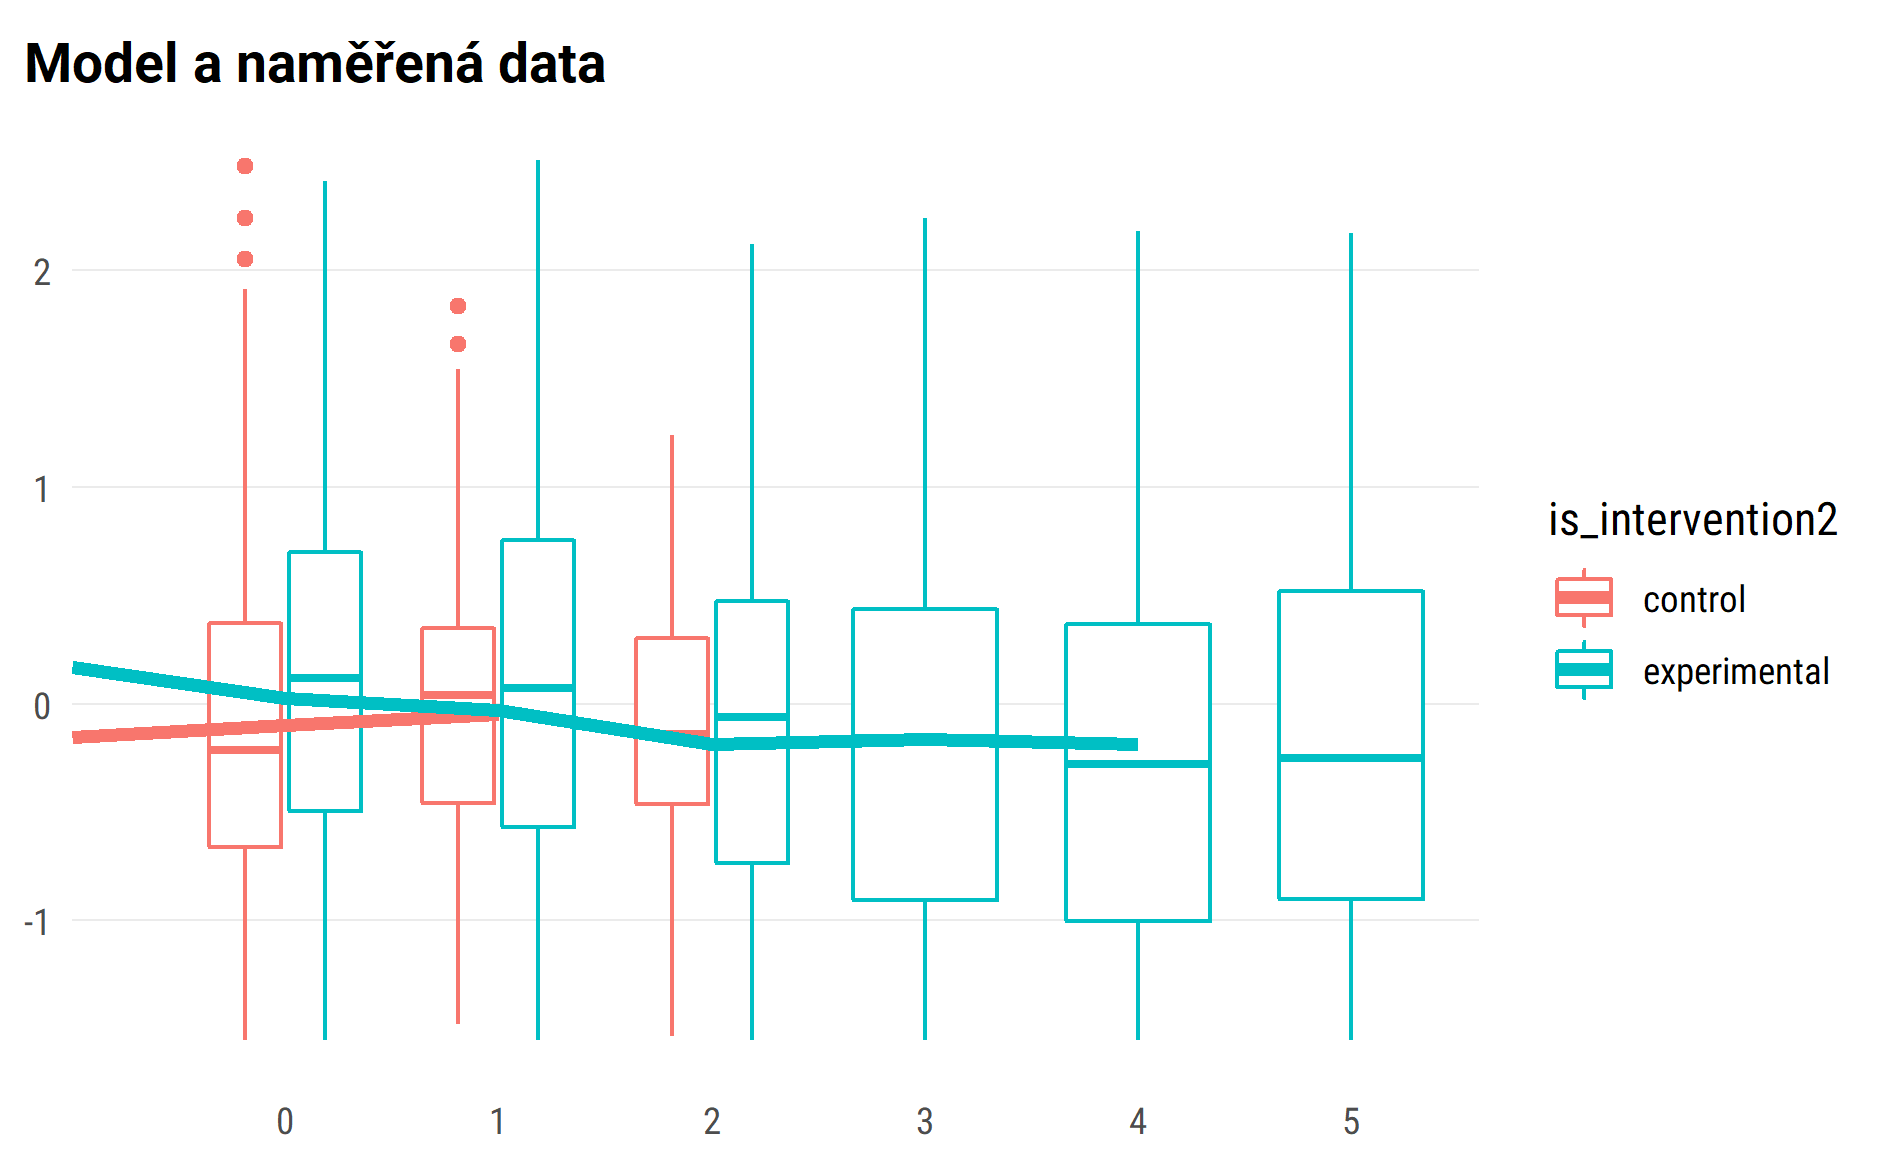 Model a naměřená data
2
1
0
-1
0 1 2 3 4 5
is_intervention2
control
experimental